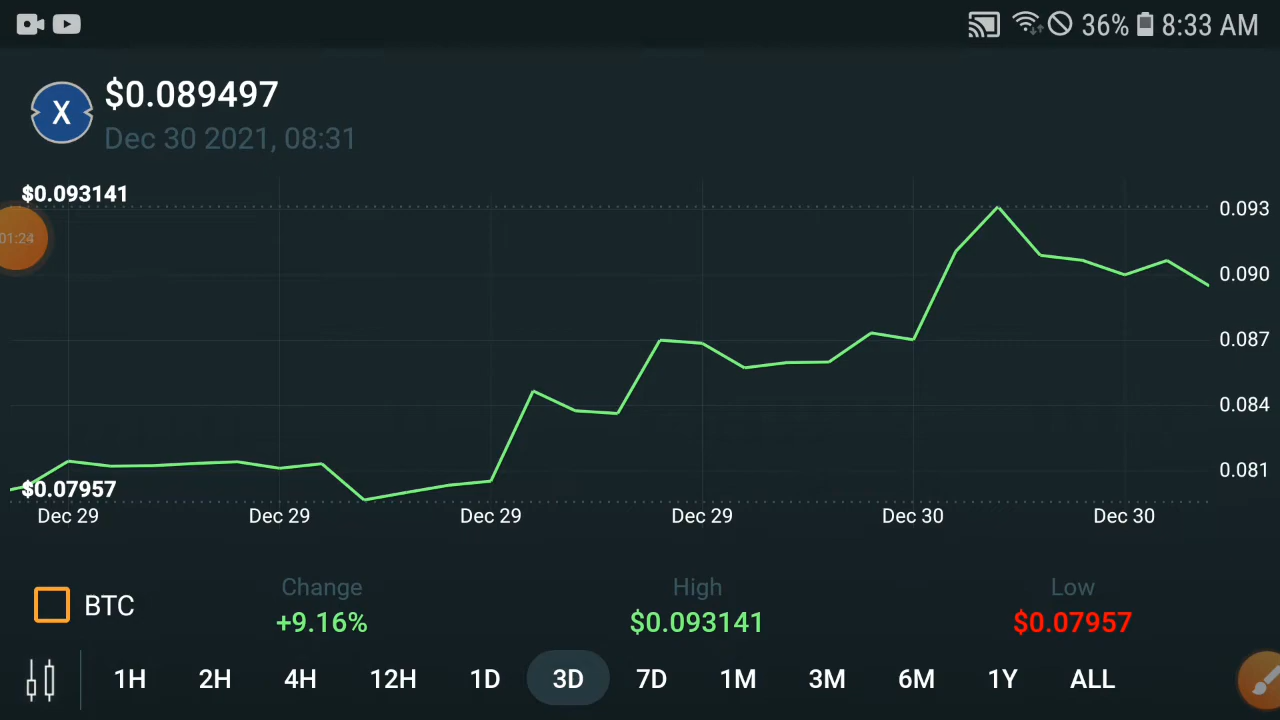 36% 8:33 AM
X
$0.089497
Dec 30 2021, 08:31
$0.093141
0.093
01:24
0.090
0.087
0.084
0.081
$0.07957
Dec 29 Dec 29 Dec 29 Dec 29 Dec 30 Dec 30
BTC
Change High Low
+9.16% $0.093141 $0.07957
1H 2H 4H 12H 1D 3D 7D 1M 3M 6M 1Y ALL